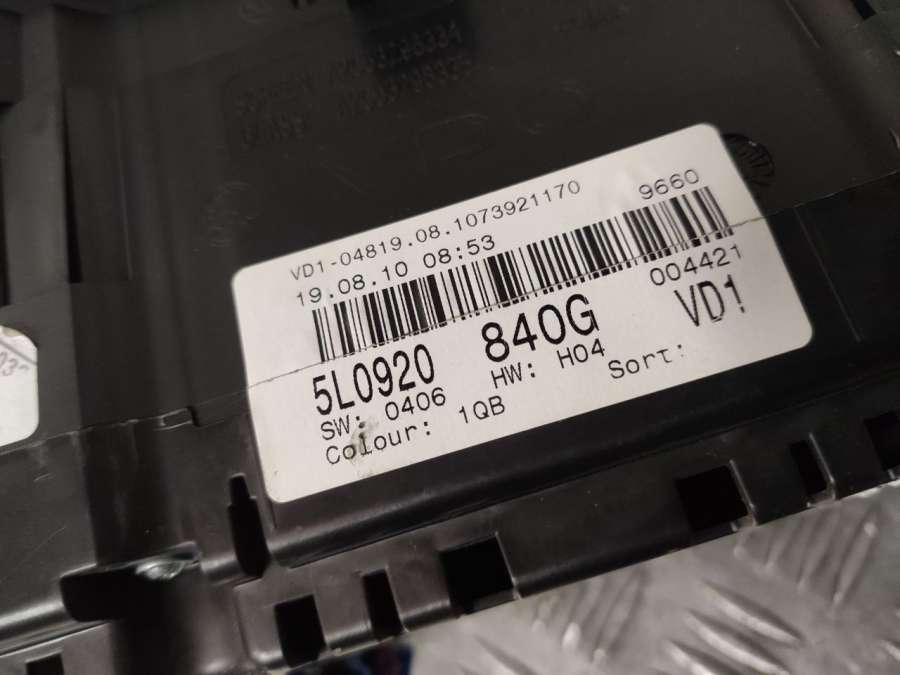 VD1-04819.08.1073921170
9660
19.08.10 08:53
004421
5L0920 840G VD1
SW: 0406 HW: H04 Sort:
Colour: 1QB